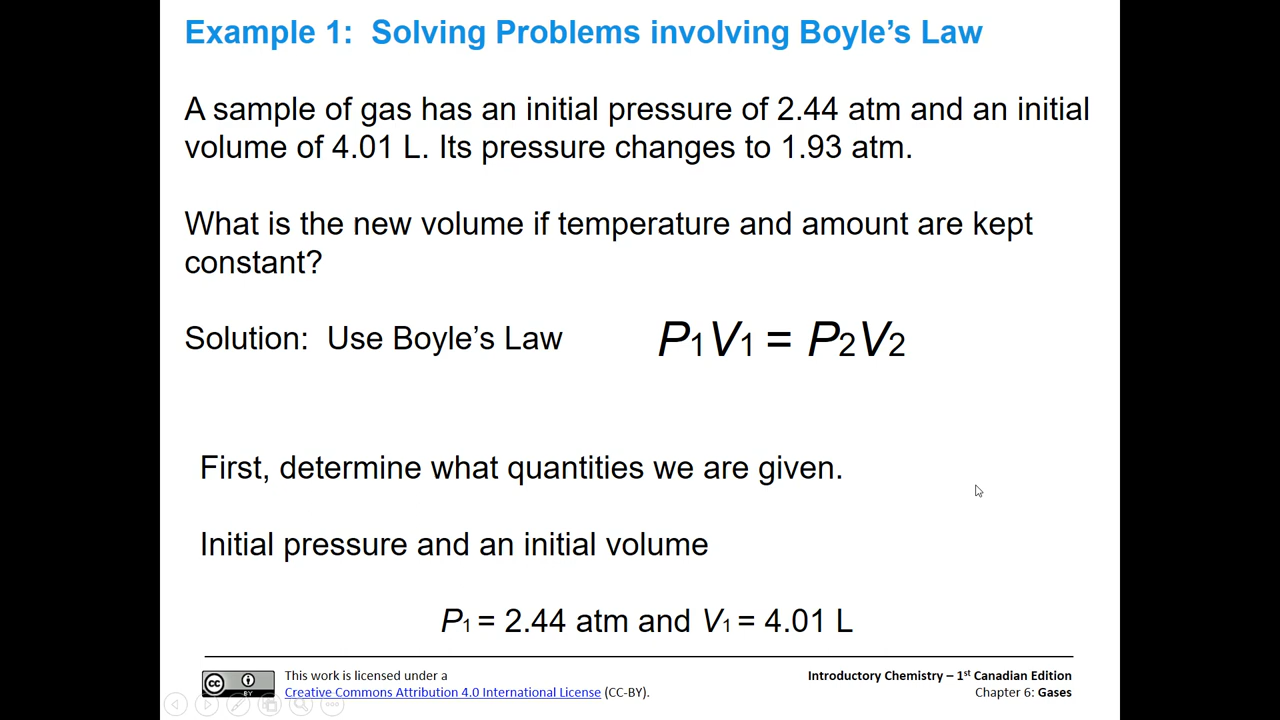 Example 1: Solving Problems involving Boyle’s Law
A sample of gas has an initial pressure of 2.44 atm and an initial
volume of 4.01 L. Its pressure changes to 1.93 atm.
What is the new volume if temperature and amount are kept
constant?
Solution: Use Boyle’s Law P1V1 = P2V2
First, determine what quantities we are given.
Initial pressure and an initial volume
P1 = 2.44 atm and V1 = 4.01 L
cc BY
This work is licensed under a
Creative Commons Attribution 4.0 International License (CC-BY).
Introductory Chemistry – 1st Canadian Edition
Chapter 6: Gases